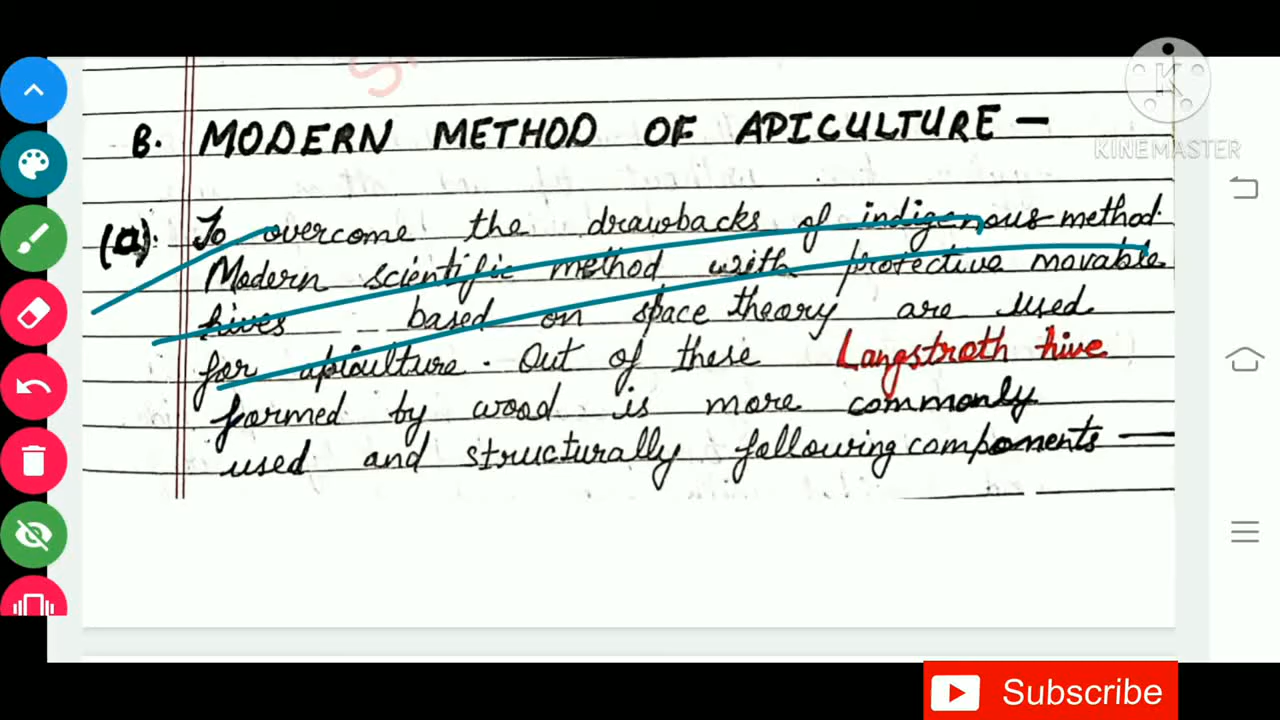 K
KINEMASTER
B. MODERN METHOD OF APICULTURE —
(a). To overcome the drawbacks of indigenous method.
Modern scientific method with protective movable
hives based on space theory are used
for apiculture. Out of these Langstroth hive
formed by wood is more commonly
used and structurally following components —
Subscribe